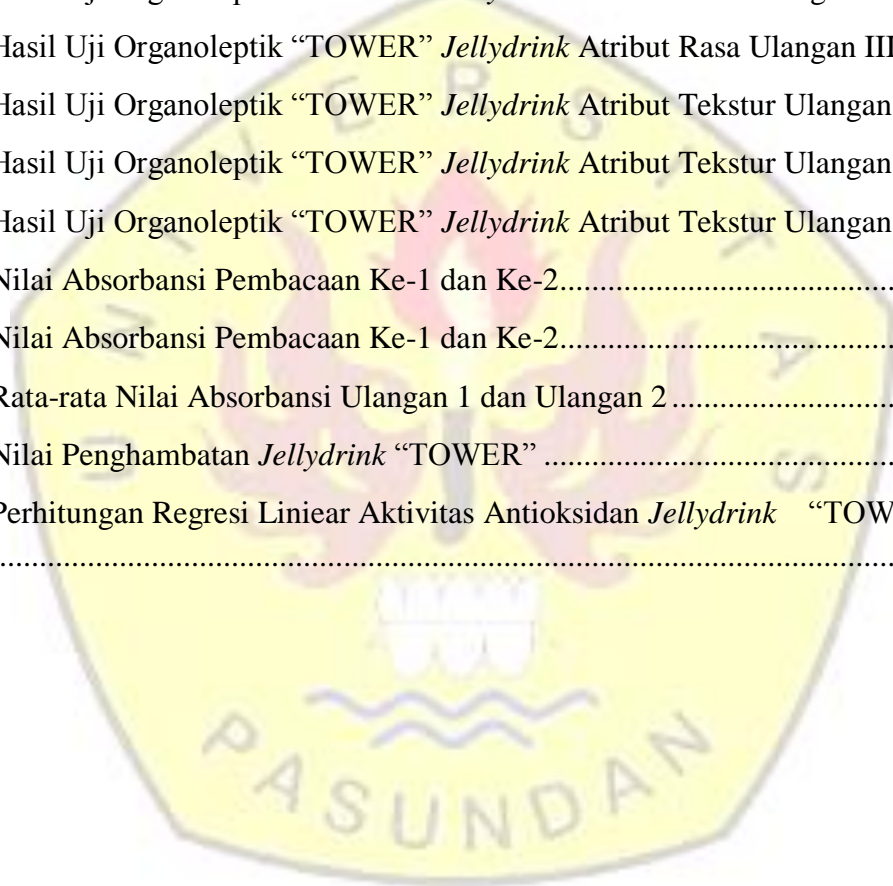 Hasil Uji Organoleptik “TOWER” Jellydrink Atribut Rasa Ulangan III
Hasil Uji Organoleptik “TOWER” Jellydrink Atribut Tekstur Ulangan
Hasil Uji Organoleptik “TOWER” Jellydrink Atribut Tekstur Ulangan
Hasil Uji Organoleptik “TOWER” Jellydrink Atribut Tekstur Ulangan
Nilai Absorbansi Pembacaan Ke-1 dan Ke-2....................................
Nilai Absorbansi Pembacaan Ke-1 dan Ke-2....................................
Rata-rata Nilai Absorbansi Ulangan 1 dan Ulangan 2........................
Nilai Penghambatan Jellydrink “TOWER” ......................................
Perhitungan Regresi Liniear Aktivitas Antioksidan Jellydrink “TOW
....................................................................................................
UNIVERSITAS
PASUNDAN